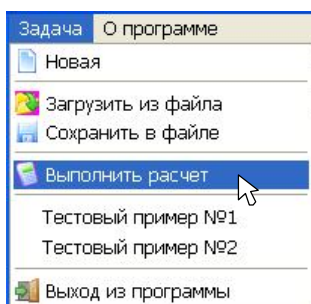 Задача О программе
Новая
Загрузить из файла
Сохранить в файле
Выполнить расчет
Тестовый пример №1
Тестовый пример №2
Выход из программы